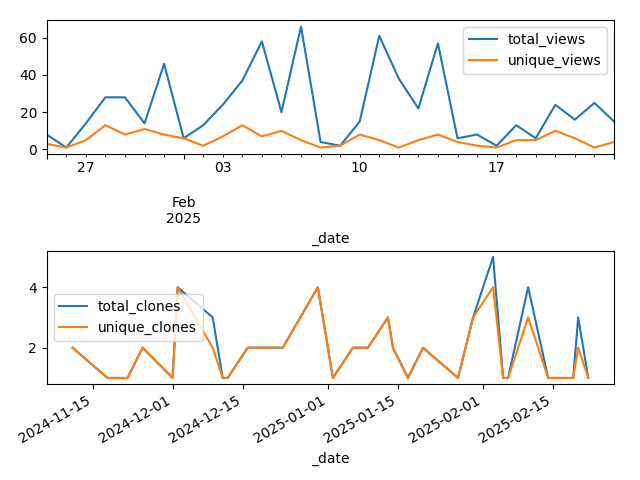 60
40
20
0
total_views
unique_views
27
03
10
17
Feb
2025
_date
4
2
total_clones
unique_clones
2024-11-15
2024-12-01
2024-12-15
2025-01-01
2025-01-15
2025-02-01
2025-02-15
_date